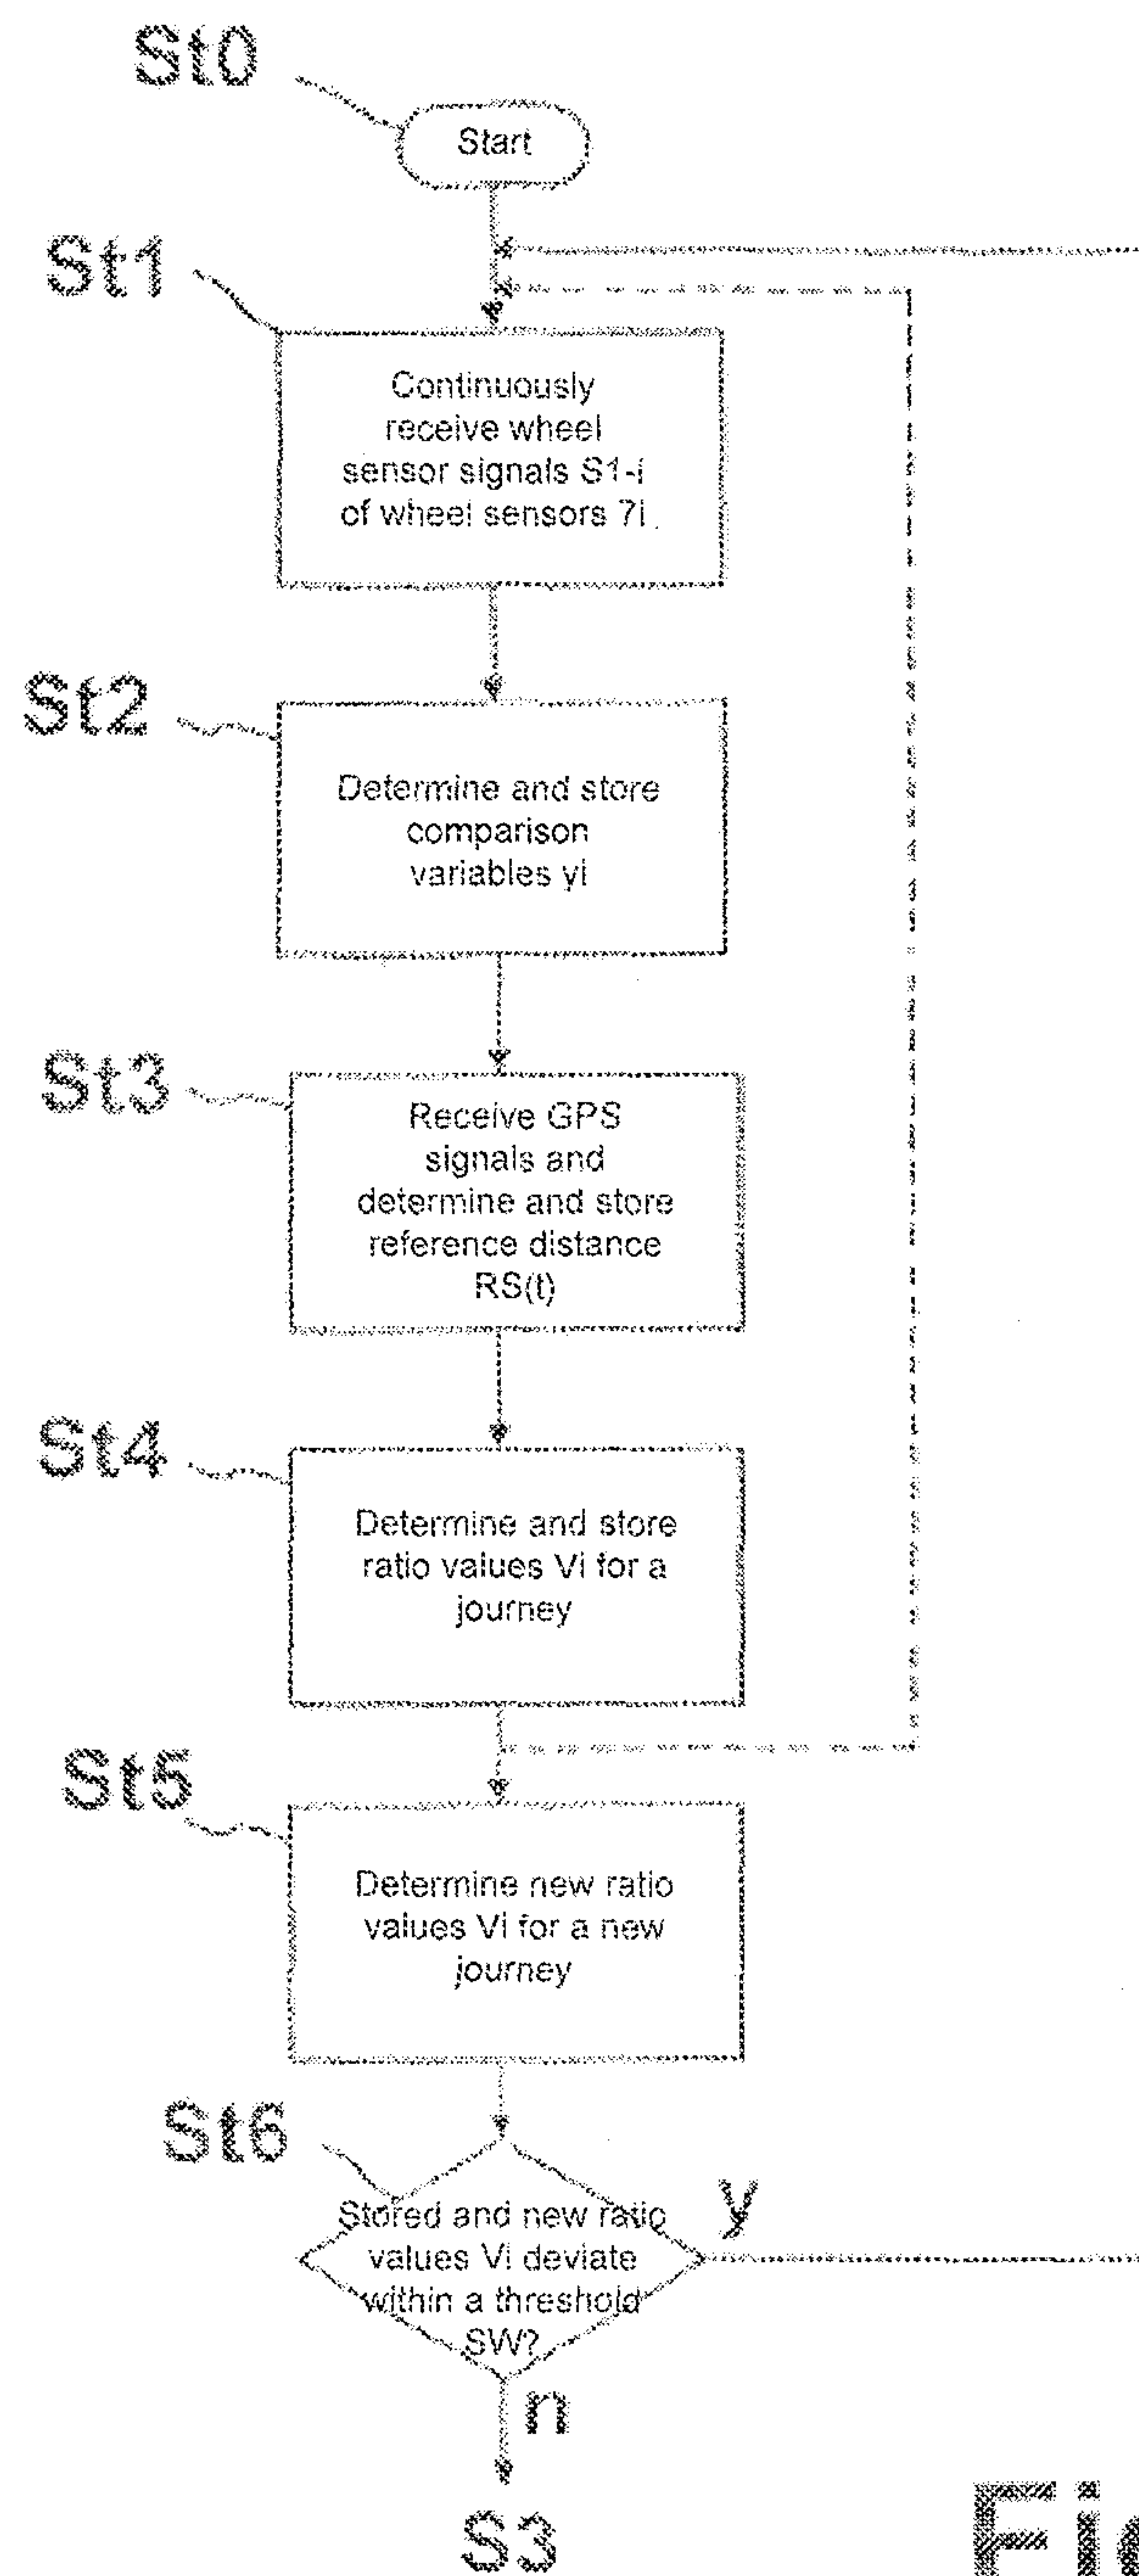 St0
Start
St1
Continuously
receive wheel
sensor signals S1-i
of wheel sensors 7i
St2
Determine and store
comparison
variables yi
St3
Receive GPS
signals and
determine and store
reference distance
RS(t)
St4
Determine and store
ratio values Vi for a
journey
St5
Determine new ratio
values Vi for a new
journey
St6
Stored and new ratio
values Vi deviate
within a threshold
SW?
y
n
S3